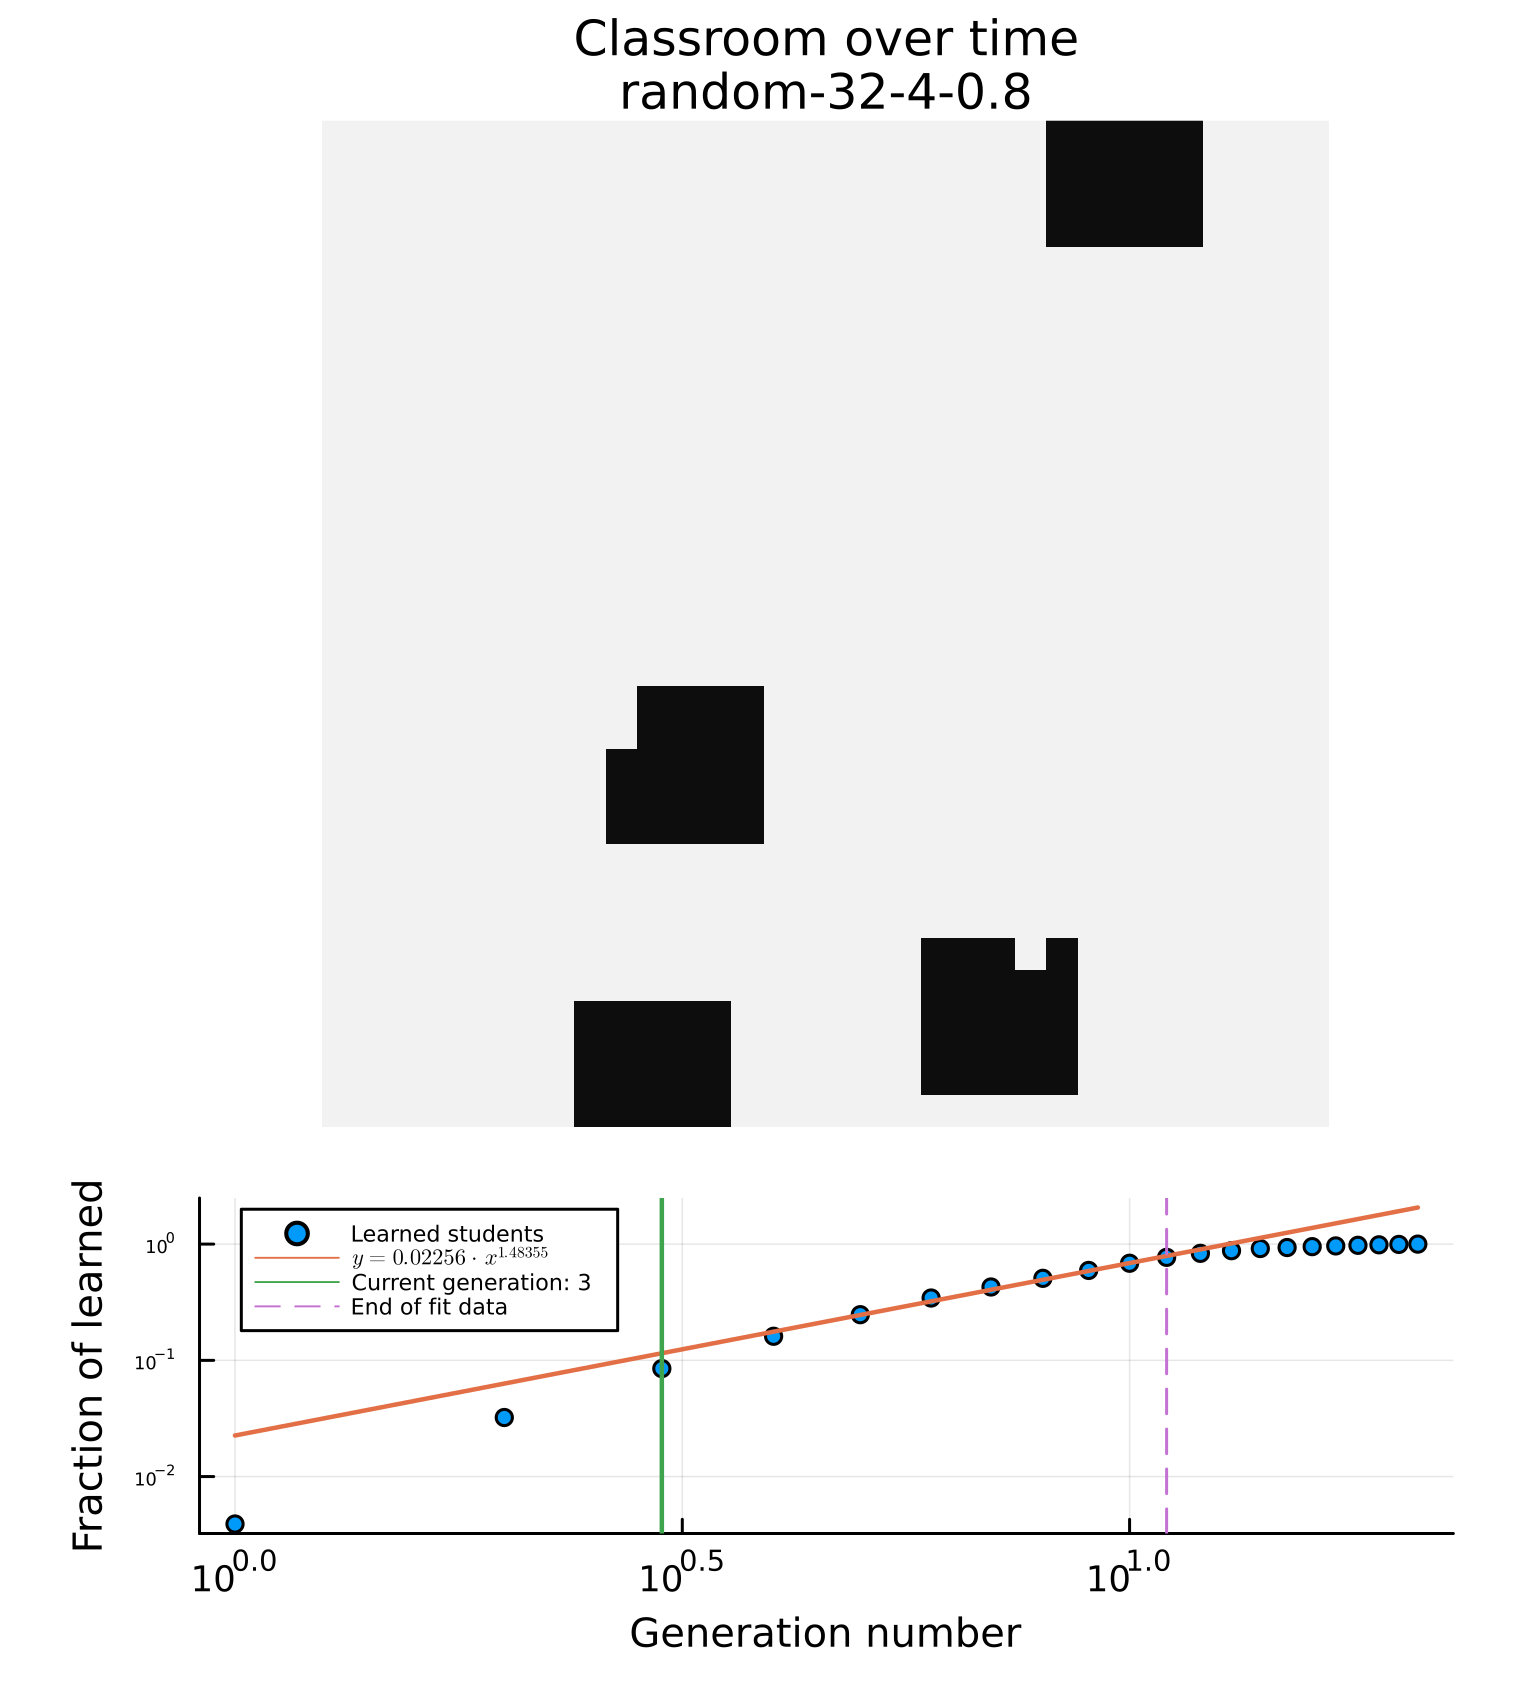 Classroom over time
random-32-4-0.8
Fraction of learned
Learned students
y = 0.02256 · x^1.48355
Current generation: 3
End of fit data
10^0
10^−1
10^−2
10^0.0
10^0.5
10^1.0
Generation number